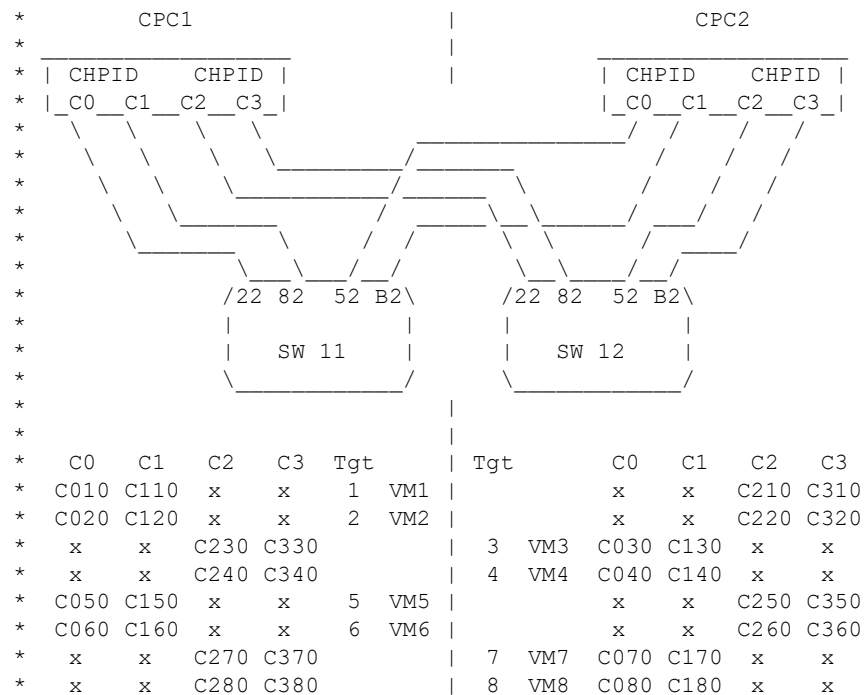 * CPC1 | CPC2
* __________________ | __________________
* | CHPID CHPID | | | CHPID CHPID |
* |_C0__C1__C2__C3_| |_C0__C1__C2__C3_|
*
*
*
*
*
*
* /22 82 52 B2\ /22 82 52 B2\
* | | | |
* | SW 11 | | SW 12 |
* \____________/ \____________/
* |
* |
* C0 C1 C2 C3 Tgt | Tgt C0 C1 C2 C3
* C010 C110 x x 1 VM1 | x x C210 C310
* C020 C120 x x 2 VM2 | x x C220 C320
* x x C230 C330 | 3 VM3 C030 C130 x x
* x x C240 C340 | 4 VM4 C040 C140 x x
* C050 C150 x x 5 VM5 | x x C250 C350
* C060 C160 x x 6 VM6 | x x C260 C360
* x x C270 C370 | 7 VM7 C070 C170 x x
* x x C280 C380 | 8 VM8 C080 C180 x x